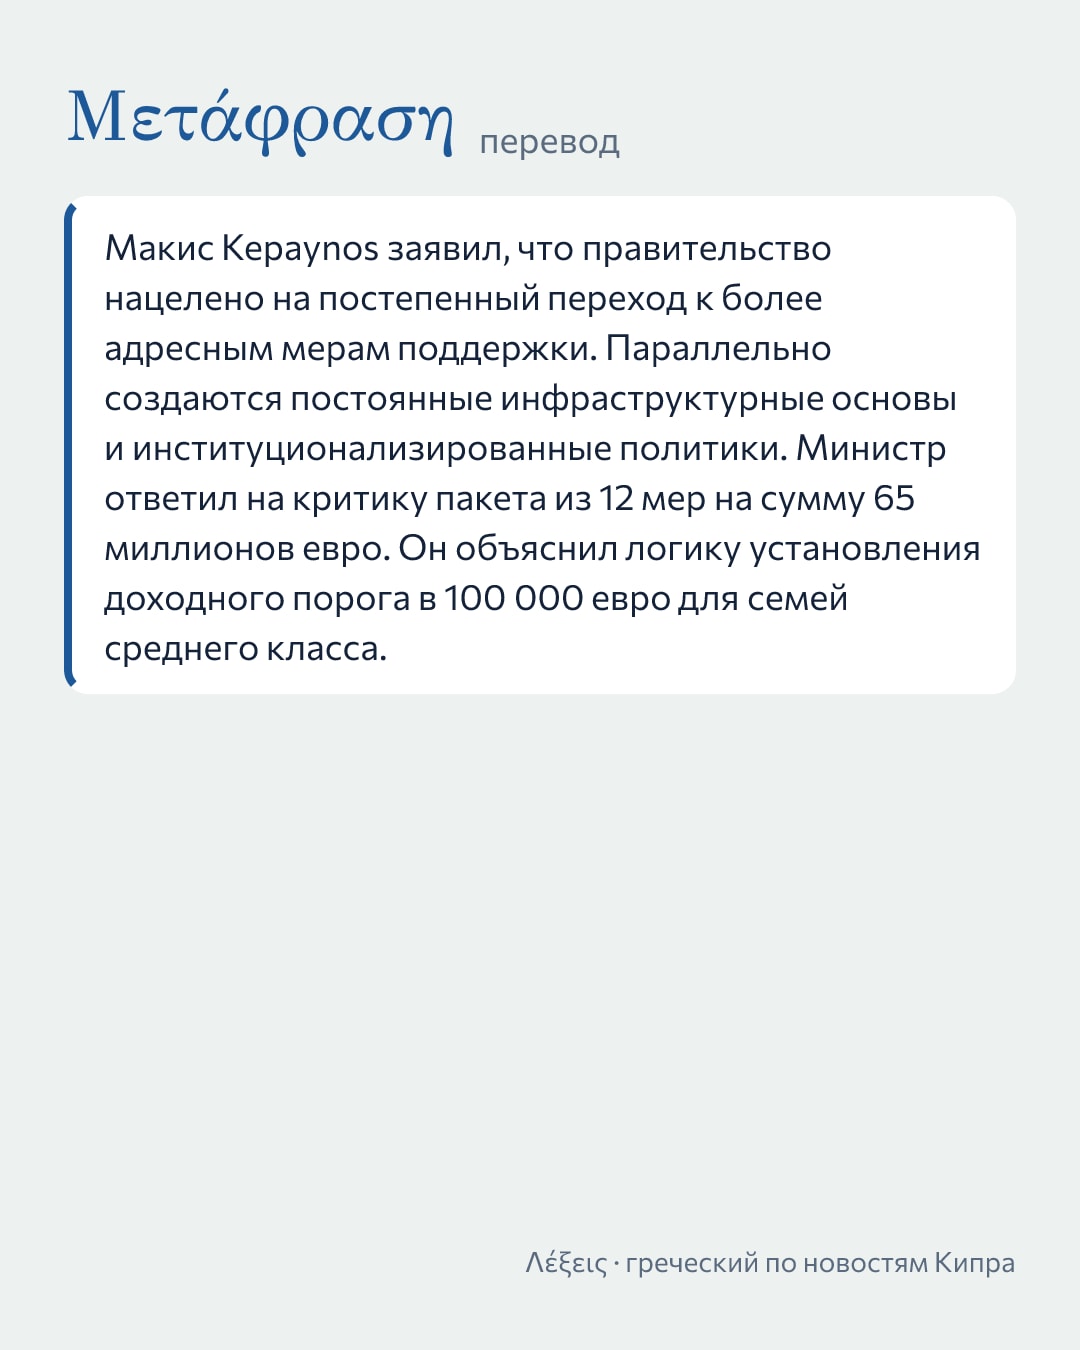 Μετάφραση перевод
Макис Kepaynos заявил, что правительство
нацелено на постепенный переход к более
адресным мерам поддержки. Параллельно
создаются постоянные инфраструктурные основы
и институционализированные политики. Министр
ответил на критику пакета из 12 мер на сумму 65
миллионов евро. Он объяснил логику установления
доходного порога в 100 000 евро для семей
среднего класса.
Λέξεις · греческий по новостям Кипра